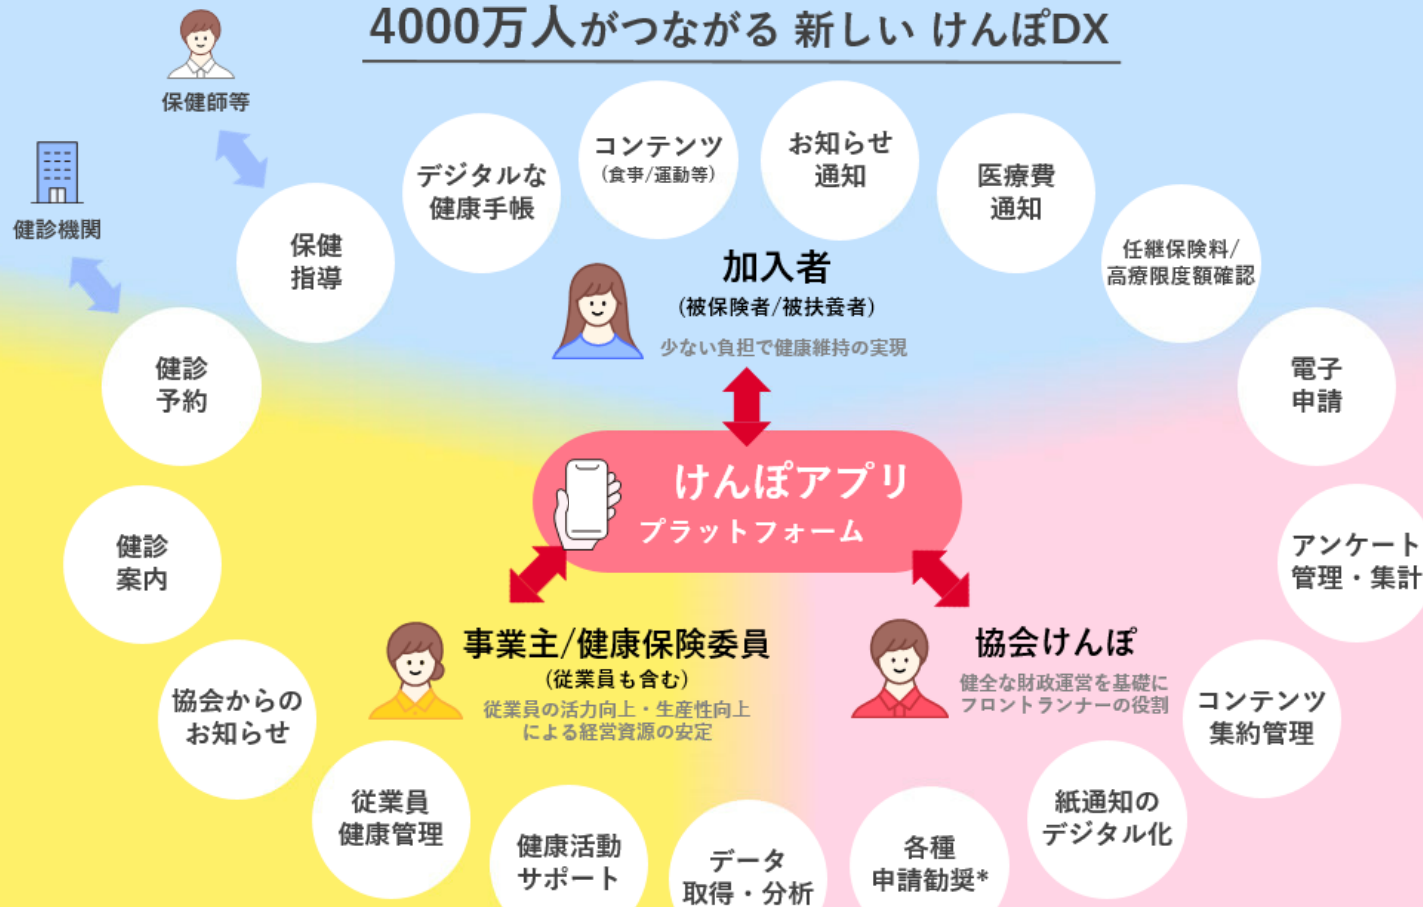 4000万人がつながる 新しい けんぽDX
保健師等
健診機関
保健
指導
デジタルな
健康手帳
コンテンツ
(食事/運動等)
お知らせ
通知
医療費
通知
任継保険料/
高療限度額確認
加入者
(被保険者/被扶養者)
少ない負担で健康維持の実現
健診
予約
電子
申請
けんぽアプリ
プラットフォーム
健診
案内
アンケート
管理・集計
事業主/健康保険委員
(従業員も含む)
従業員の活力向上・生産性向上
による経営資源の安定
協会けんぽ
健全な財政運営を基礎に
フロントランナーの役割
協会からの
お知らせ
コンテンツ
集約管理
従業員
健康管理
健康活動
サポート
データ
取得・分析
各種
申請勧奨*
紙通知の
デジタル化